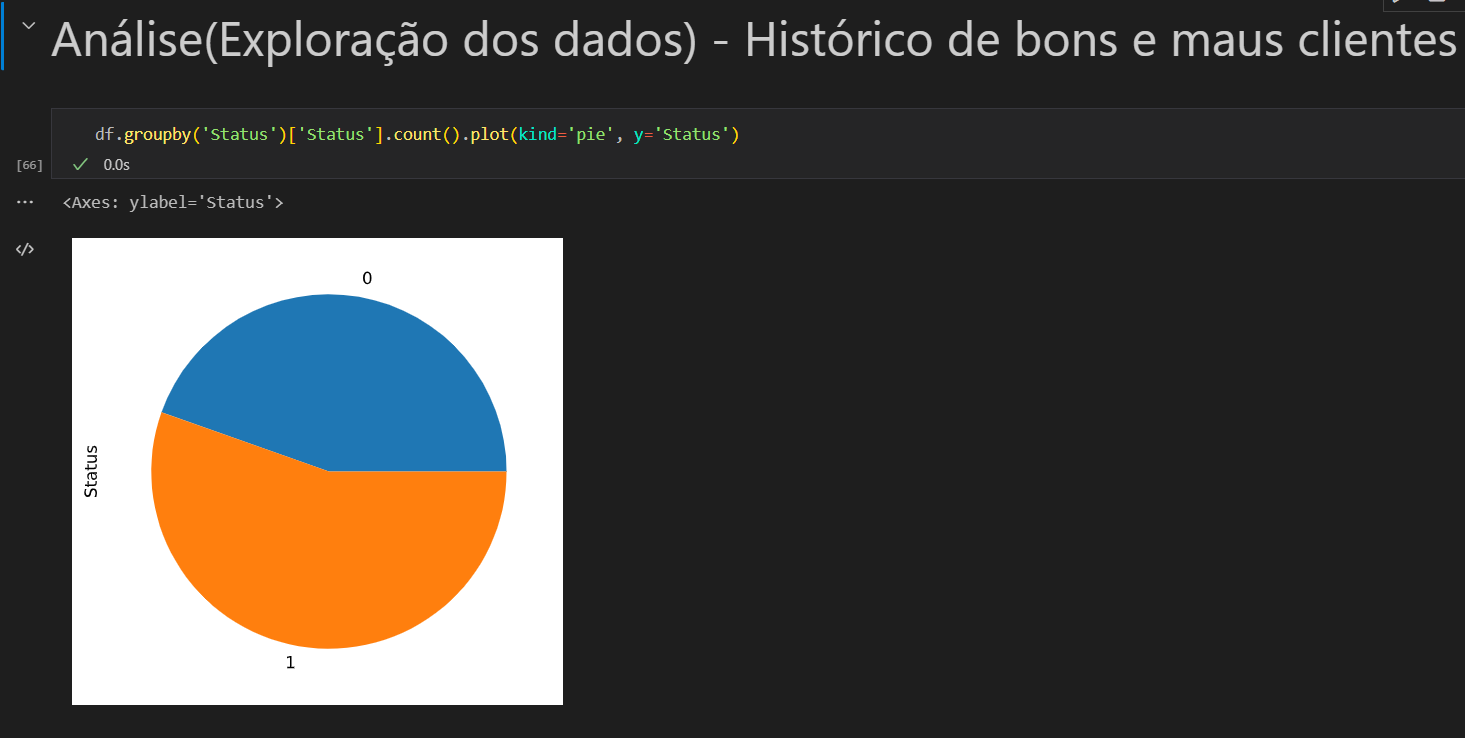 Análise(Exploração dos dados) - Histórico de bons e maus clientes
df.groupby('Status')['Status'].count().plot(kind='pie', y='Status')
[66]
0.0s
<Axes: ylabel='Status'>
0
Status
1